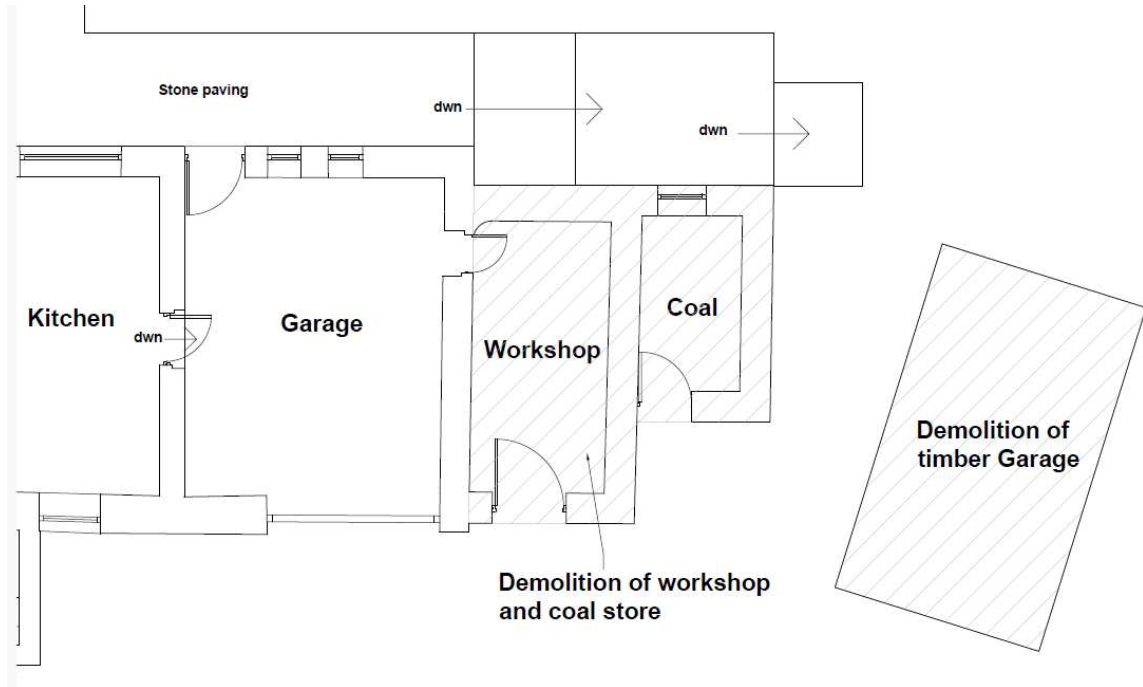 Stone paving
dwn
dwn
Kitchen
dwn
Garage
Workshop
Coal
Demolition of
timber Garage
Demolition of workshop
and coal store